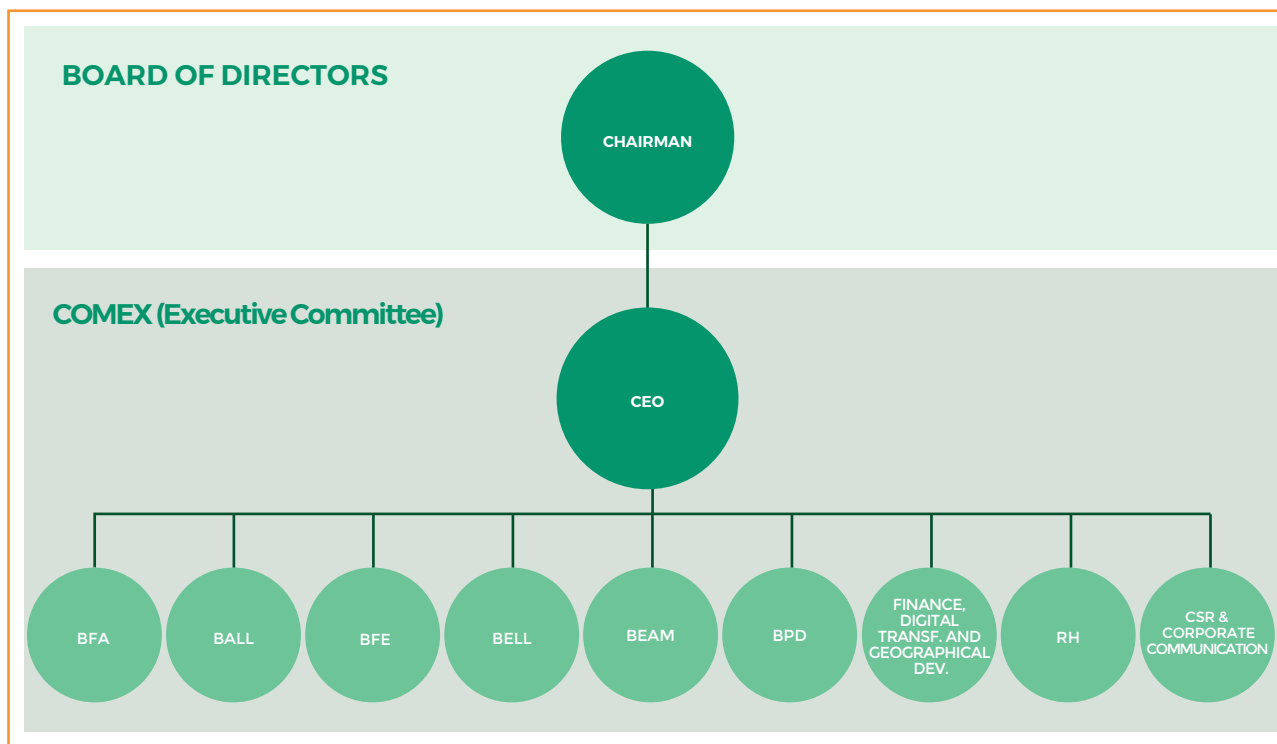 BOARD OF DIRECTORS
CHAIRMAN
COMEX (Executive Committee)
CEO
BFA
BALL
BFE
BELL
BEAM
BPD
FINANCE,
DIGITAL
TRANSF. AND
GEOGRAPHICAL
DEV.
RH
CSR &
CORPORATE
COMMUNICATION